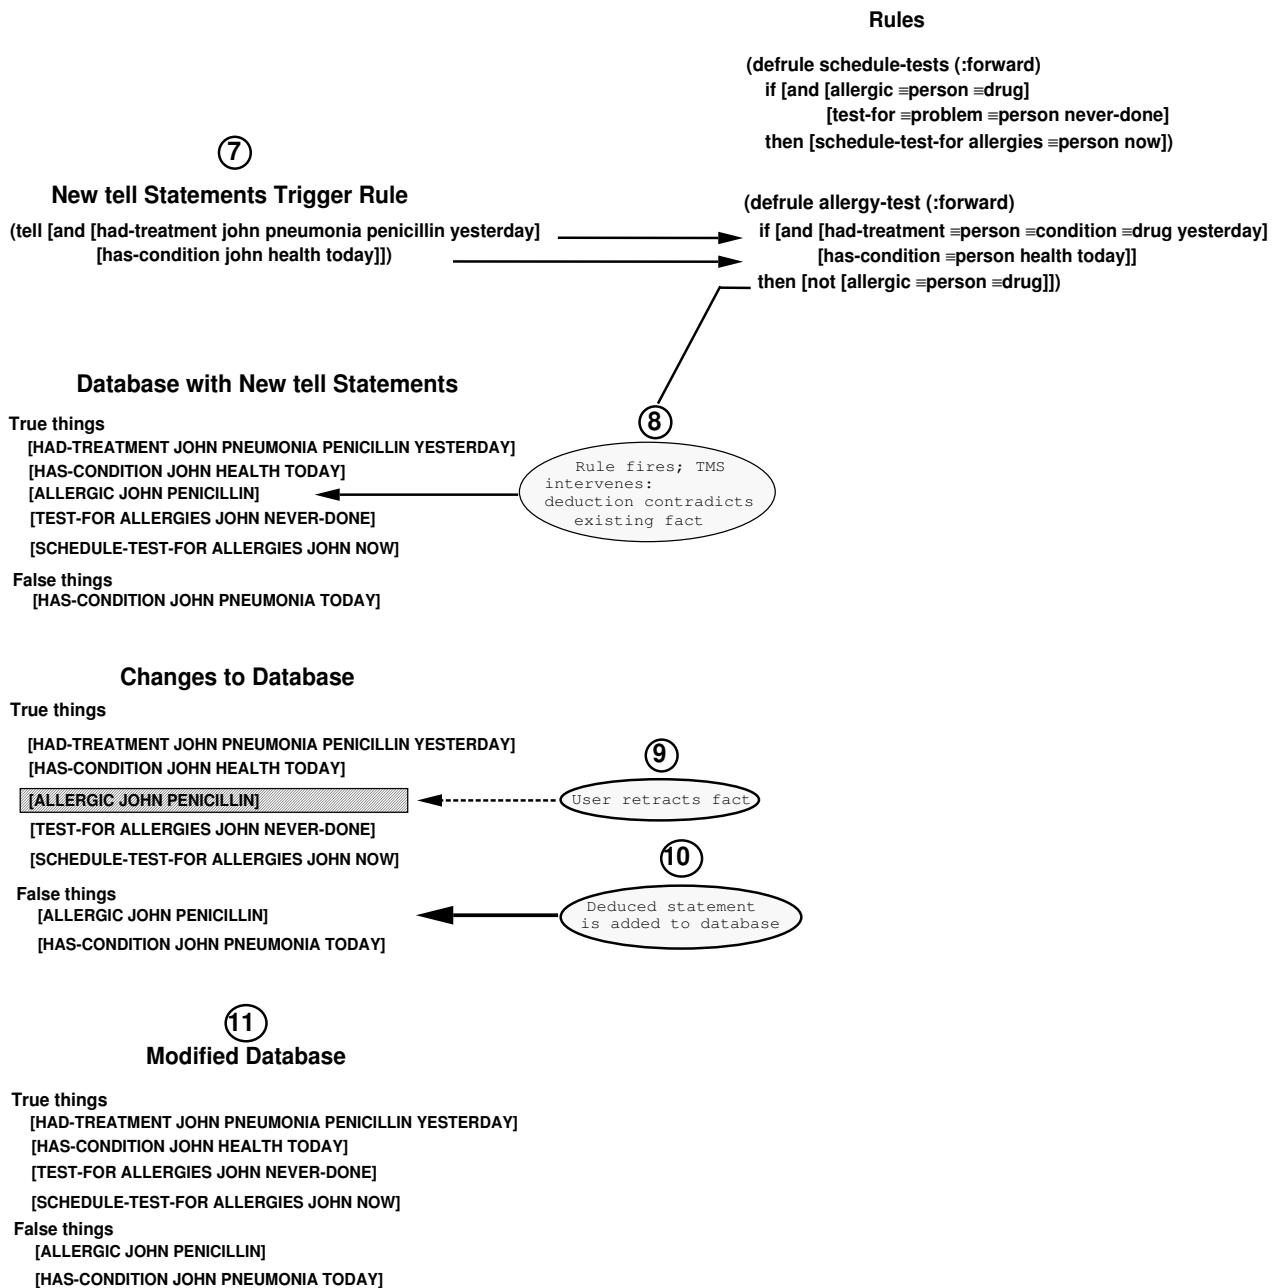 Rules
(defrule schedule-tests (:forward)
if [and [allergic ≡person ≡drug]
[test-for ≡problem ≡person never-done]
then [schedule-test-for allergies ≡person now])
7
New tell Statements Trigger Rule
(tell [and [had-treatment john pneumonia penicillin yesterday]
[has-condition john health today]])
(defrule allergy-test (:forward)
if [and [had-treatment ≡person ≡condition ≡drug yesterday]
[has-condition ≡person health today]]
then [not [allergic ≡person ≡drug]])
Database with New tell Statements
True things
[HAD-TREATMENT JOHN PNEUMONIA PENICILLIN YESTERDAY]
[HAS-CONDITION JOHN HEALTH TODAY]
[ALLERGIC JOHN PENICILLIN]
[TEST-FOR ALLERGIES JOHN NEVER-DONE]
[SCHEDULE-TEST-FOR ALLERGIES JOHN NOW]
False things
[HAS-CONDITION JOHN PNEUMONIA TODAY]
8
Rule fires; TMS
intervenes:
deduction contradicts
existing fact
Changes to Database
True things
[HAD-TREATMENT JOHN PNEUMONIA PENICILLIN YESTERDAY]
[HAS-CONDITION JOHN HEALTH TODAY]
[ALLERGIC JOHN PENICILLIN]
[TEST-FOR ALLERGIES JOHN NEVER-DONE]
[SCHEDULE-TEST-FOR ALLERGIES JOHN NOW]
False things
[ALLERGIC JOHN PENICILLIN]
[HAS-CONDITION JOHN PNEUMONIA TODAY]
9
User retracts fact
10
Deduced statement
is added to database
11
Modified Database
True things
[HAD-TREATMENT JOHN PNEUMONIA PENICILLIN YESTERDAY]
[HAS-CONDITION JOHN HEALTH TODAY]
[TEST-FOR ALLERGIES JOHN NEVER-DONE]
[SCHEDULE-TEST-FOR ALLERGIES JOHN NOW]
False things
[ALLERGIC JOHN PENICILLIN]
[HAS-CONDITION JOHN PNEUMONIA TODAY]